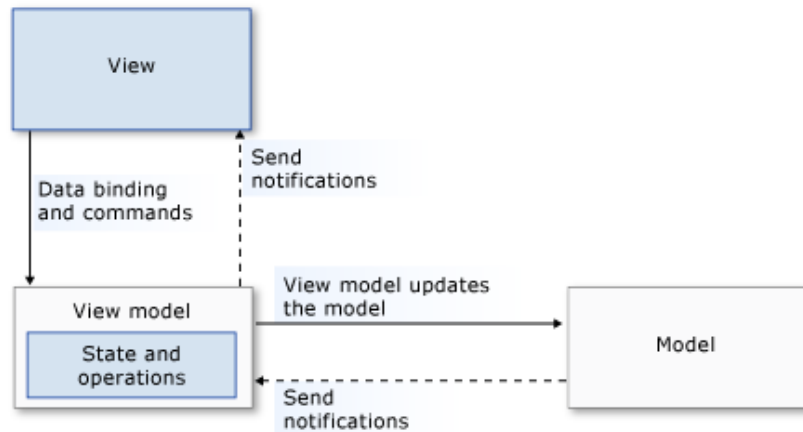 View
Send
notifications
Data binding
and commands
View model updates
the model
View model
State and
operations
Model
Send
notifications